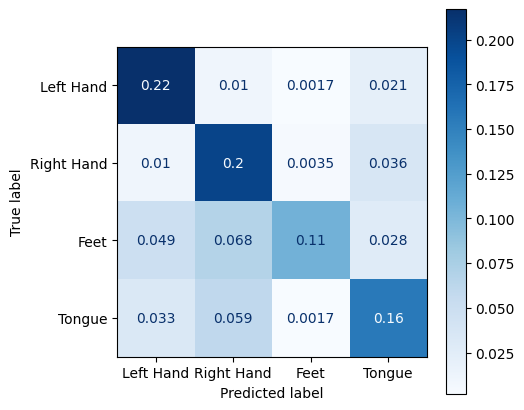 Left Hand 0.22 0.01 0.0017 0.021
Right Hand 0.01 0.2 0.0035 0.036
Feet 0.049 0.068 0.11 0.028
Tongue 0.033 0.059 0.0017 0.16
Left Hand Right Hand Feet Tongue
Predicted label
True label
0.200
0.175
0.150
0.125
0.100
0.075
0.050
0.025